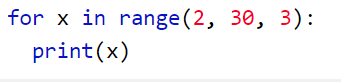 for x in range(2, 30, 3):
  print(x)